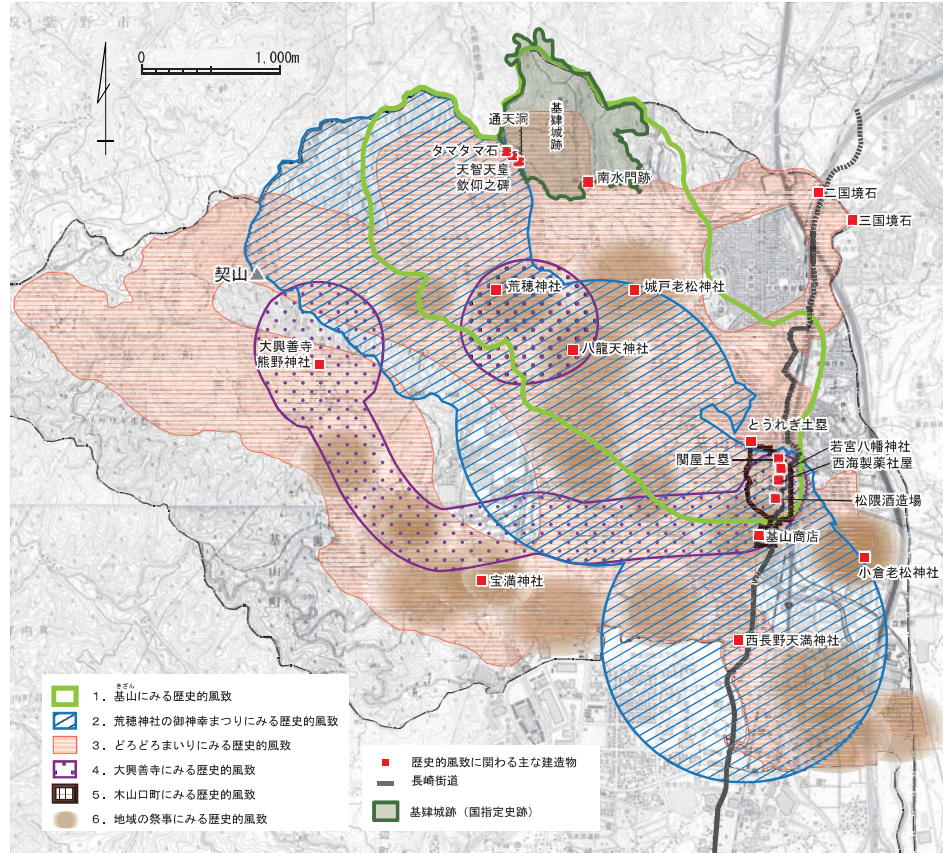 0 1,000m
通天洞
基肄城跡
タマタマ石
天智天皇
欽仰之碑
南水門跡
二国境石
三国境石
契山
荒穂神社
城戸老松神社
大興善寺
熊野神社
八龍天神社
とうれぎ土塁
若宮八幡神社
関屋土塁
西海製薬社屋
松隈酒造場
基山商店
小倉老松神社
宝満神社
西長野天満神社
きざん
1．基山にみる歴史的風致
2．荒穂神社の御神幸まつりにみる歴史的風致
3．どろどろまいりにみる歴史的風致
4．大興善寺にみる歴史的風致
5．木山口町にみる歴史的風致
6．地域の祭事にみる歴史的風致
歴史的風致に関わる主な建造物
長崎街道
基肄城跡（国指定史跡）